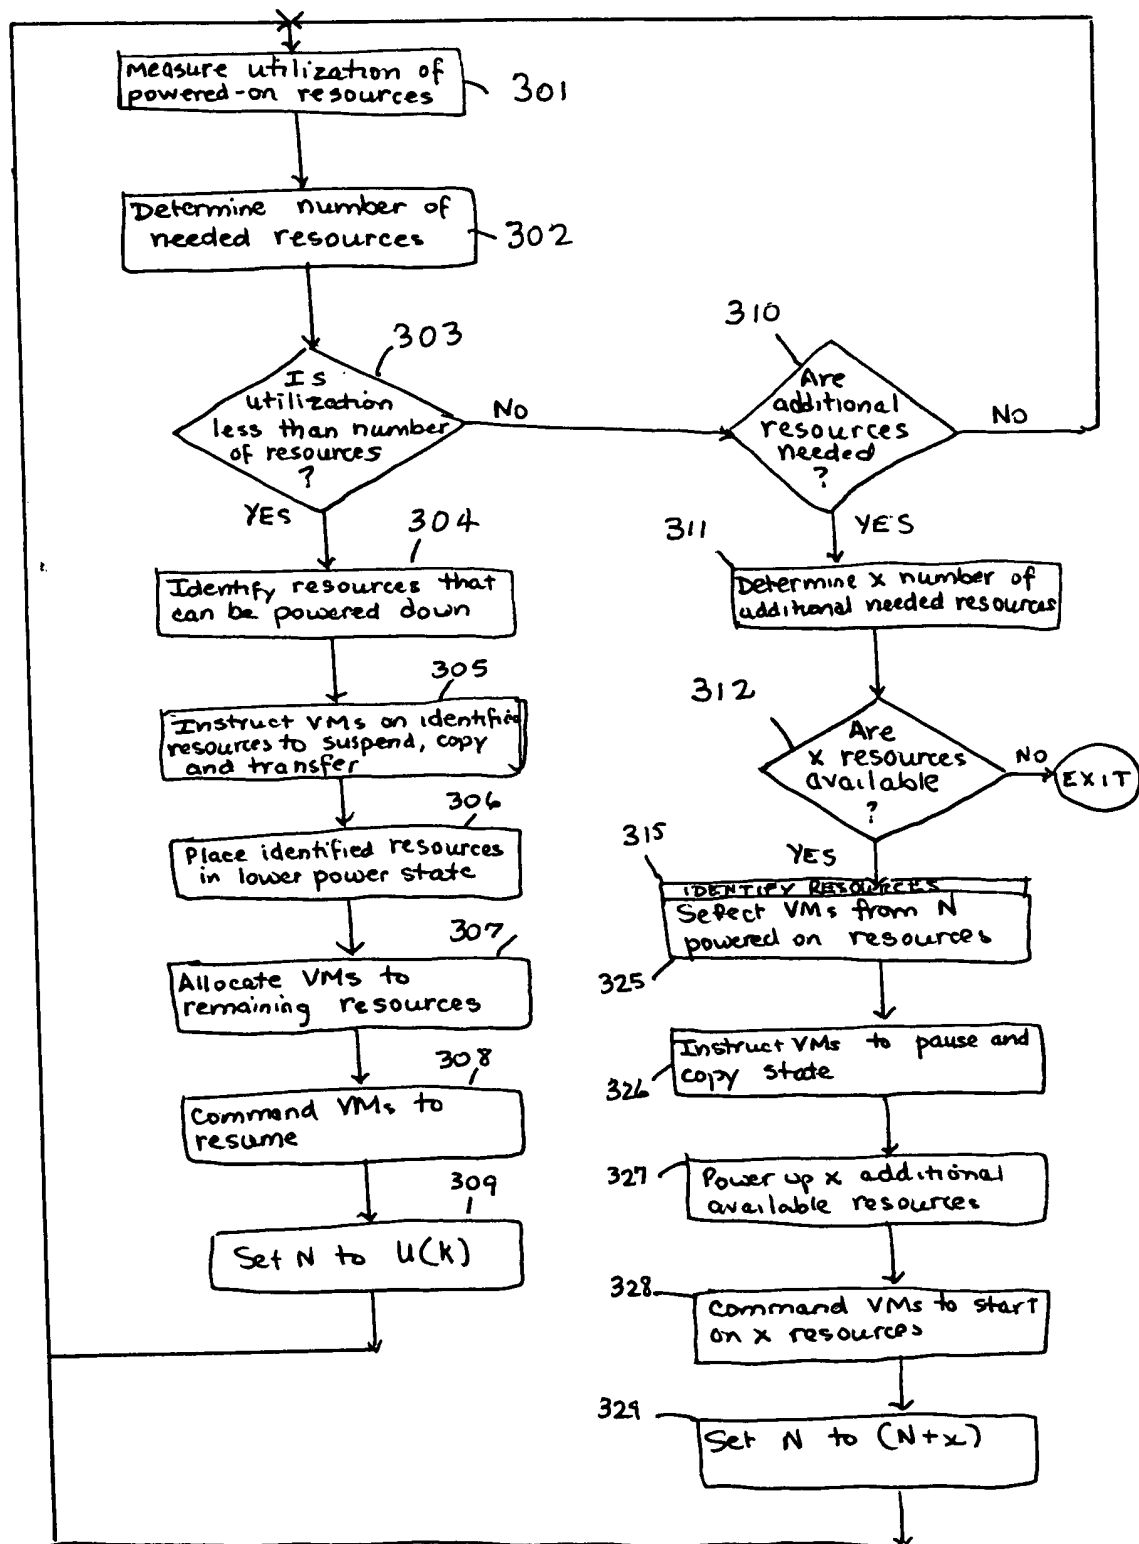 Measure utilization of
powered-on resources
301
Determine number of
needed resources
302
303
Is
utilization
less than number
of resources
?
NO
YES
310
Are
additional
resources
needed
?
NO
YES
304
Identify resources that
can be powered down
305
Instruct VMs on identified
resources to suspend, copy
and transfer
306
Place identified resources
in lower power state
307
Allocate VMs to
remaining resources
308
Command VMs to
resume
309
Set N to U(K)
311
Determine x number of
additional needed resources
312
Are
x resources
available
?
NO
EXIT
YES
315
IDENTIFY RESOURCES
Select VMs from N
powered on resources
325
Instruct VMs to pause and
copy state
326
327
Power up x additional
available resources
328
Command VMs to start
on x resources
329
Set N to (N+x)